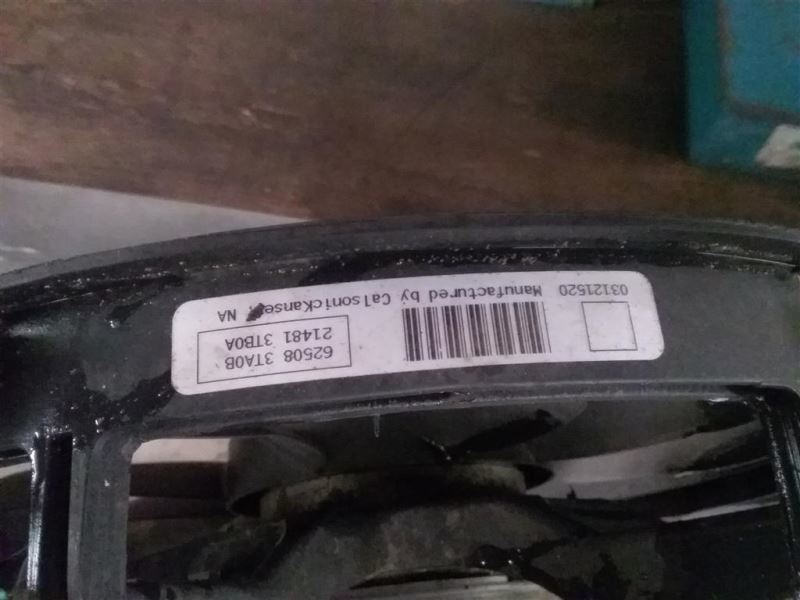 03121520
Manufactured by CalsonicKansei NA
62508 3TA0B
21481 3TB0A